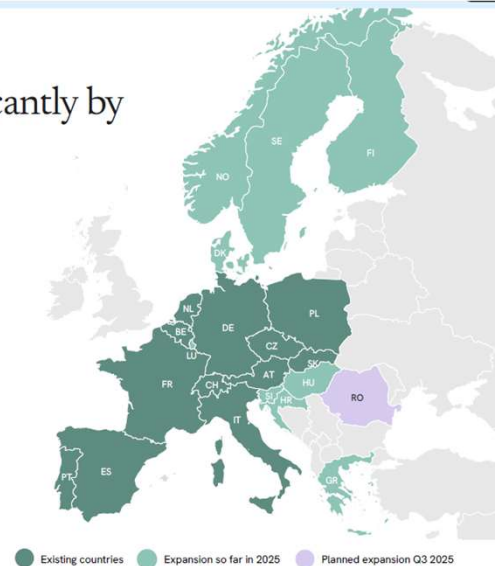 cantly by
SE
FI
NO
DK
NL
PL
DE
BE
LU
CZ
SK
FR
CH
AT
HU
SI
HR
RO
IT
PT
ES
GR
Existing countries
Expansion so far in 2025
Planned expansion Q3 2025